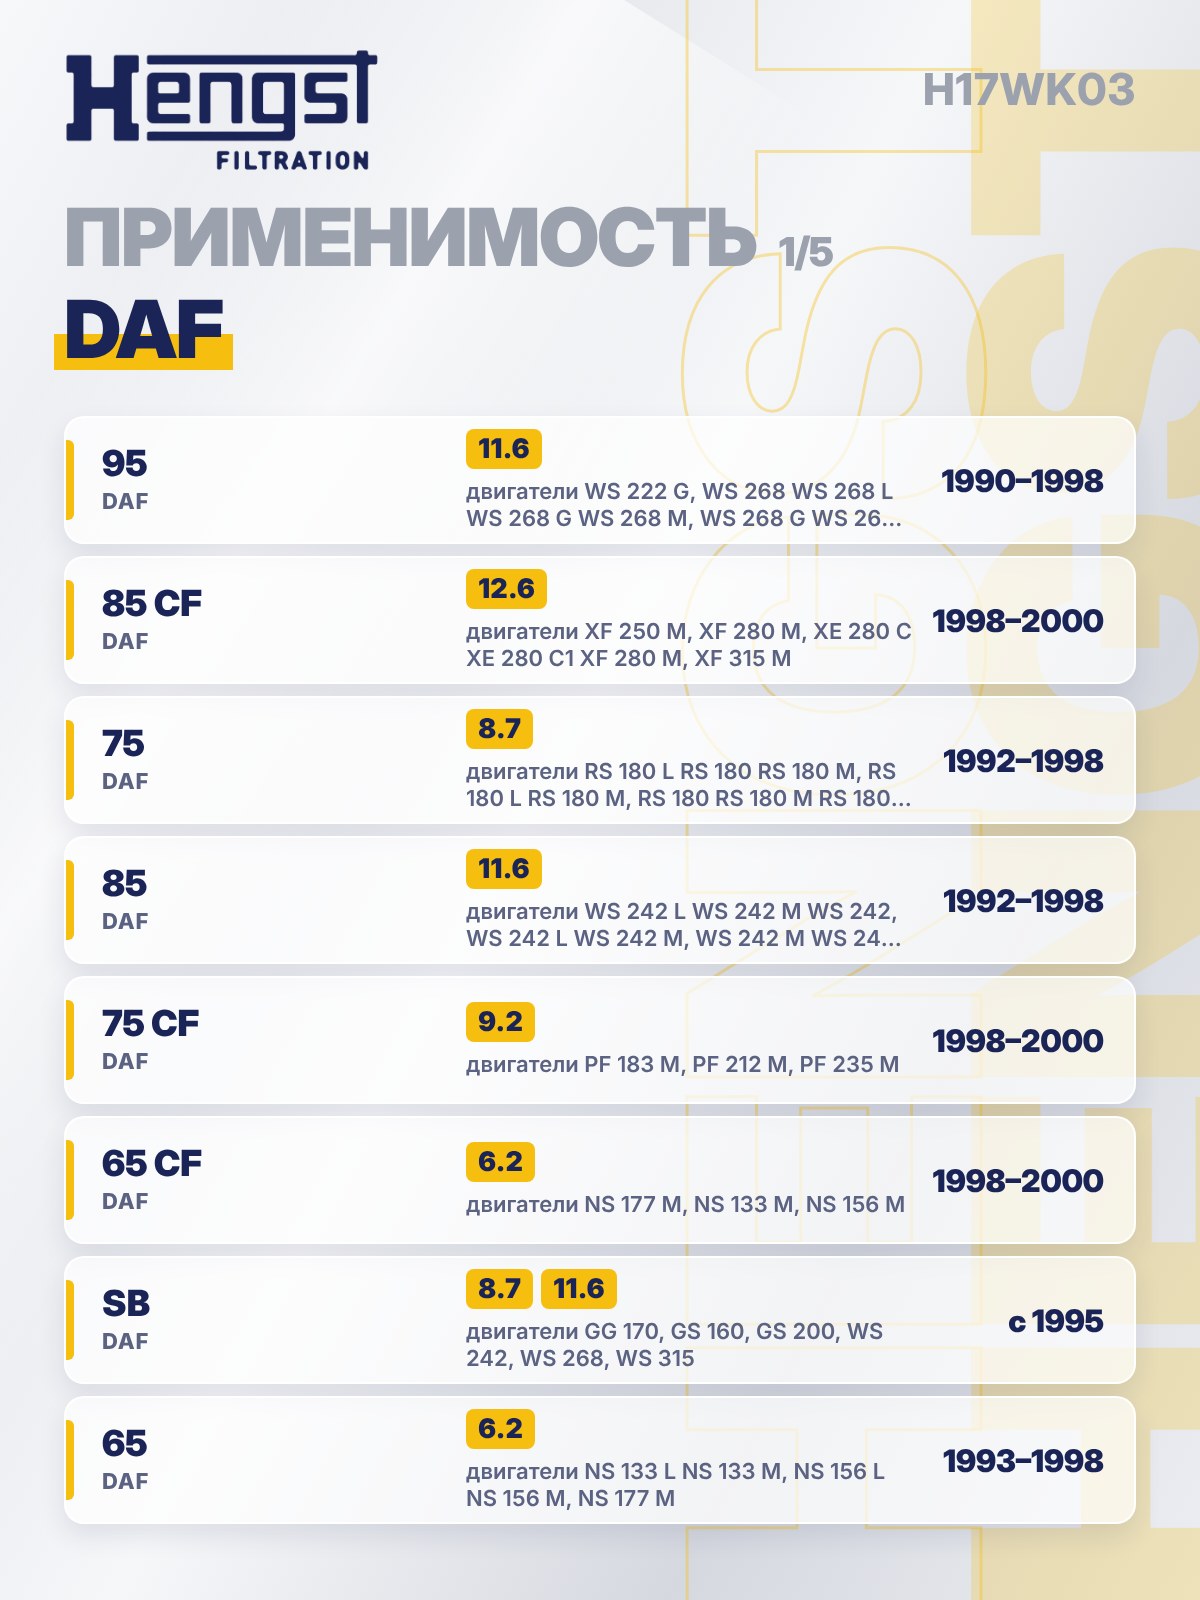 Hengst
FILTRATION
H17WK03
ПРИМЕНИМОСТЬ 1/5
DAF
95
DAF
11.6
двигатели WS 222 G, WS 268 WS 268 L
WS 268 G WS 268 M, WS 268 G WS 26...
1990–1998
85 CF
DAF
12.6
двигатели XF 250 M, XF 280 M, XE 280 C
XE 280 C1 XF 280 M, XF 315 M
1998–2000
75
DAF
8.7
двигатели RS 180 L RS 180 RS 180 M, RS
180 L RS 180 M, RS 180 RS 180 M RS 180...
1992–1998
85
DAF
11.6
двигатели WS 242 L WS 242 M WS 242,
WS 242 L WS 242 M, WS 242 M WS 24...
1992–1998
75 CF
DAF
9.2
двигатели PF 183 M, PF 212 M, PF 235 M
1998–2000
65 CF
DAF
6.2
двигатели NS 177 M, NS 133 M, NS 156 M
1998–2000
SB
DAF
8.7 11.6
двигатели GG 170, GS 160, GS 200, WS
242, WS 268, WS 315
с 1995
65
DAF
6.2
двигатели NS 133 L NS 133 M, NS 156 L
NS 156 M, NS 177 M
1993–1998
HENGST
HENGST